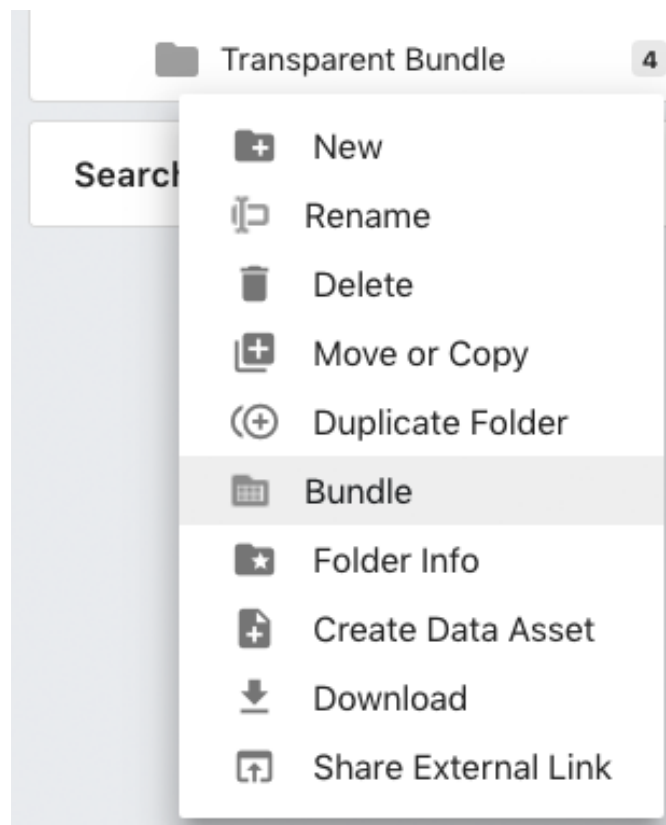 Transparent Bundle 4
Search
New
Rename
Delete
Move or Copy
Duplicate Folder
Bundle
Folder Info
Create Data Asset
Download
Share External Link